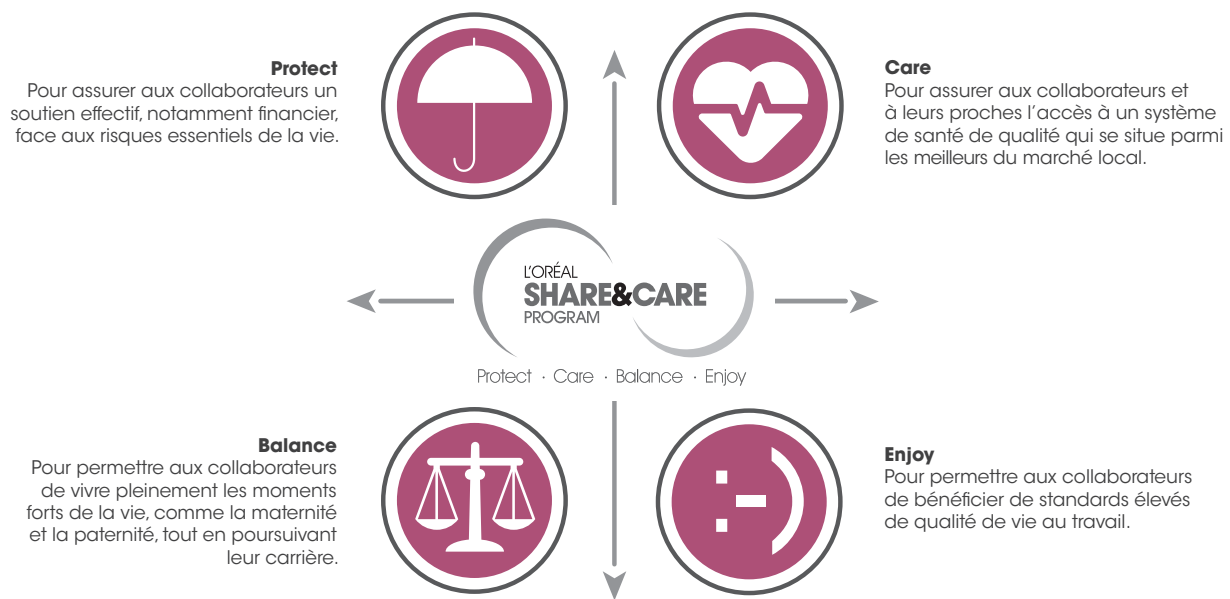 Protect
Pour assurer aux collaborateurs un
soutien effectif, notamment financier,
face aux risques essentiels de la vie.
Care
Pour assurer aux collaborateurs et
à leurs proches l’accès à un système
de santé de qualité qui se situe parmi
les meilleurs du marché local.
L’ORÉAL
SHARE&CARE
PROGRAM
Protect · Care · Balance · Enjoy
Balance
Pour permettre aux collaborateurs
de vivre pleinement les moments
forts de la vie, comme la maternité
et la paternité, tout en poursuivant
leur carrière.
Enjoy
Pour permettre aux collaborateurs
de bénéficier de standards élevés
de qualité de vie au travail.